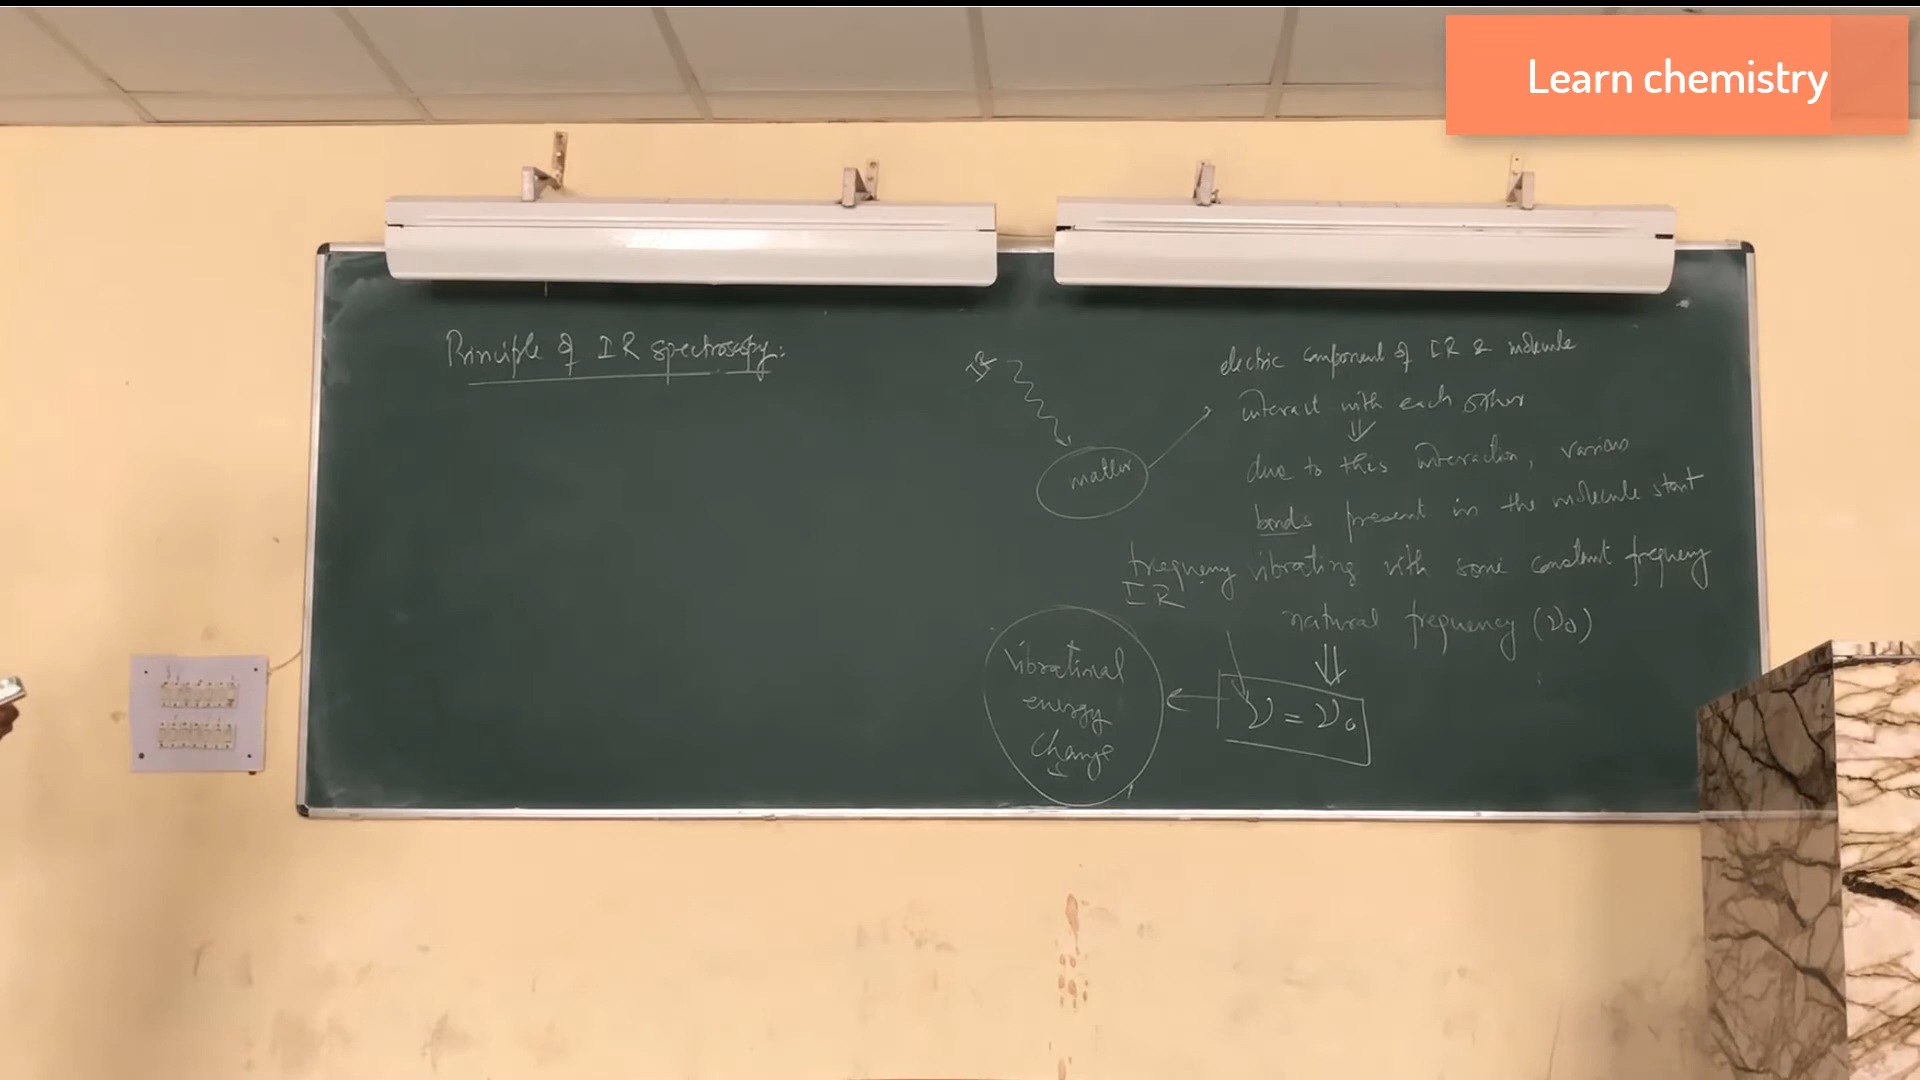 Learn chemistry
Principle of IR spectroscopy:
IR
matter
electric component of IR & molecule
interact with each other
due to this interaction, various
bonds present in the molecule start
vibrating with some constant frequency
natural frequency (ν₀)
frequency
IR
ν = ν₀
vibrational
energy
change